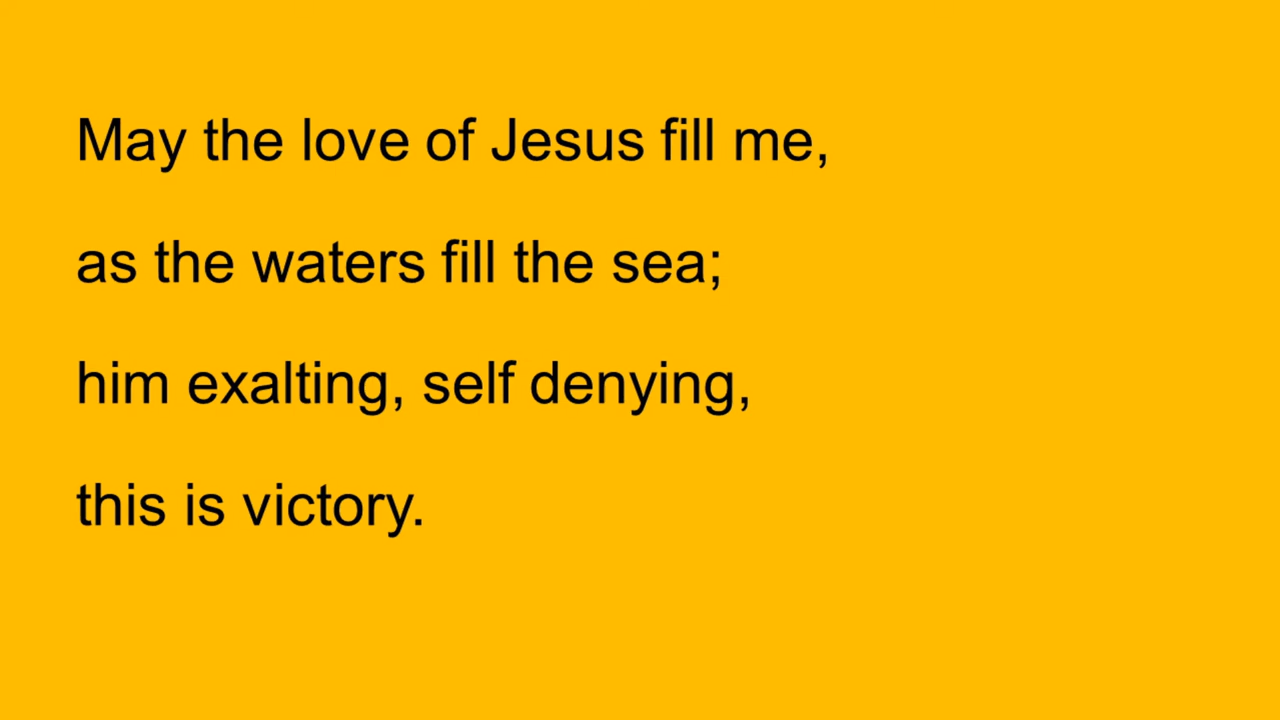 May the love of Jesus fill me,
as the waters fill the sea;
him exalting, self denying,
this is victory.